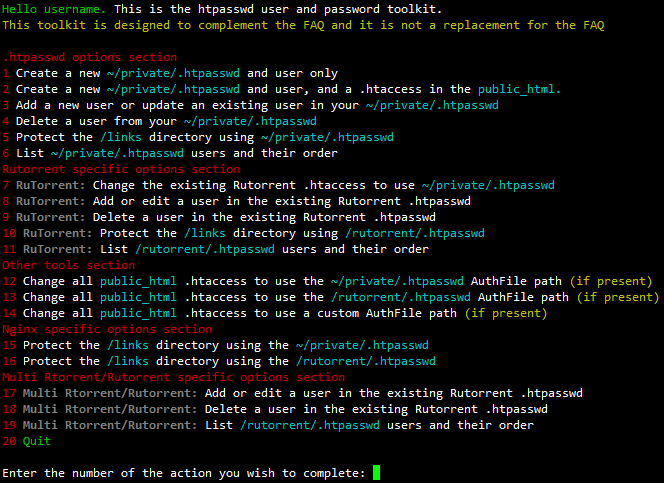 Hello username. This is the htpasswd user and password toolkit.
This toolkit is designed to complement the FAQ and it is not a replacement for the FAQ
.htpasswd options section
1 Create a new ~/private/.htpasswd and user only
2 Create a new ~/private/.htpasswd and user, and a .htaccess in the public_html.
3 Add a new user or update an existing user in your ~/private/.htpasswd
4 Delete a user from your ~/private/.htpasswd
5 Protect the /links directory using ~/private/.htpasswd
6 List ~/private/.htpasswd users and their order
Rutorrent specific options section
7 RuTorrent: Change the existing Rutorrent .htaccess to use ~/private/.htpasswd
8 RuTorrent: Add or edit a user in the existing Rutorrent .htpasswd
9 RuTorrent: Delete a user in the existing Rutorrent .htpasswd
10 RuTorrent: Protect the /links directory using /rutorrent/.htpasswd
11 RuTorrent: List /rutorrent/.htpasswd users and their order
Other tools section
12 Change all public_html .htaccess to use the ~/private/.htpasswd AuthFile path (if present)
13 Change all public_html .htaccess to use the /rutorrent/.htpasswd AuthFile path (if present)
14 Change all public_html .htaccess to use a custom AuthFile path (if present)
Nginx specific options section
15 Protect the /links directory using the ~/private/.htpasswd
16 Protect the /links directory using the /rutorrent/.htpasswd
Multi Rtorrent/Rutorrent specific options section
17 Multi Rtorrent/Rutorrent: Add or edit a user in the existing Rutorrent .htpasswd
18 Multi Rtorrent/Rutorrent: Delete a user in the existing Rutorrent .htpasswd
19 Multi Rtorrent/Rutorrent: List /rutorrent/.htpasswd users and their order
20 Quit
Enter the number of the action you wish to complete: